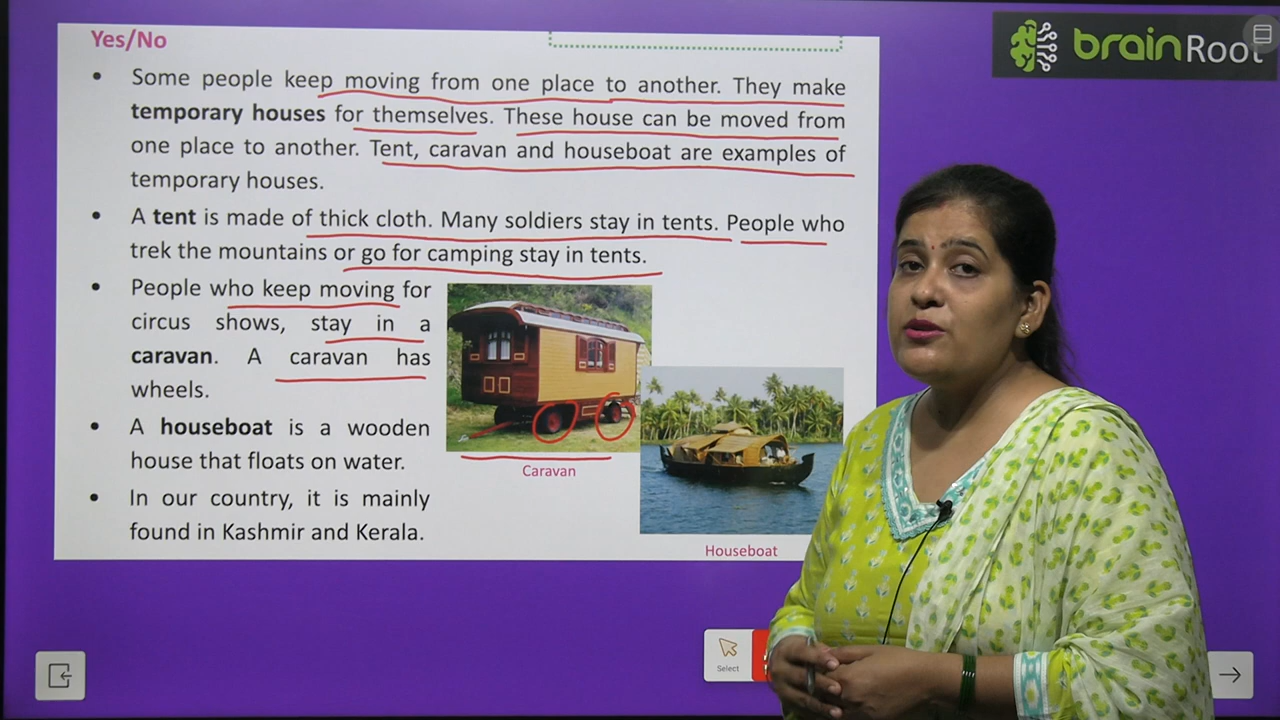 Yes/No
brainRoot
• Some people keep moving from one place to another. They make
temporary houses for themselves. These house can be moved from
one place to another. Tent, caravan and houseboat are examples of
temporary houses.
• A tent is made of thick cloth. Many soldiers stay in tents. People who
trek the mountains or go for camping stay in tents.
• People who keep moving for
circus shows, stay in a
caravan. A caravan has
wheels.
• A houseboat is a wooden
house that floats on water.
• In our country, it is mainly
found in Kashmir and Kerala.
Caravan
Houseboat
Select